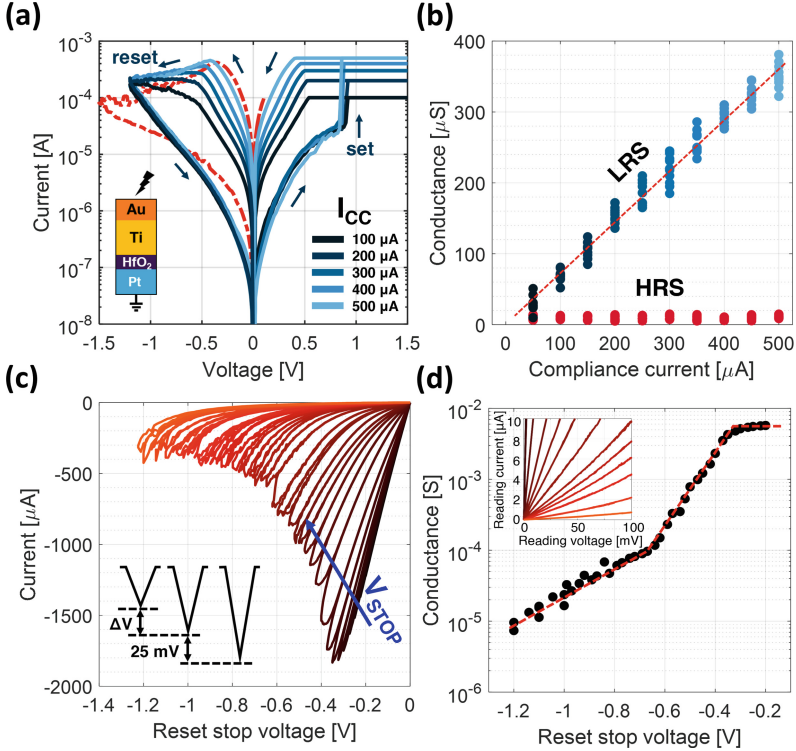 (a)
Current [A]
10⁻³
10⁻⁴
10⁻⁵
10⁻⁶
10⁻⁷
10⁻⁸
reset
set
Au
Ti
HfO₂
Pt
I_CC
100 µA
200 µA
300 µA
400 µA
500 µA
-1.5 -1 -0.5 0 0.5 1 1.5
Voltage [V]
(b)
Conductance [µS]
400
300
200
100
0
LRS
HRS
0 100 200 300 400 500
Compliance current [µA]
(c)
Current [µA]
0
-500
-1000
-1500
-2000
V_STOP
ΔV
25 mV
-1.4 -1.2 -1 -0.8 -0.6 -0.4 -0.2 0
Reset stop voltage [V]
(d)
Conductance [S]
10⁻²
10⁻⁴
10⁻⁵
10⁻⁶
Reading current [µA]
10
8
6
4
2
0
0 50 100
Reading voltage [mV]
-1.2 -1 -0.8 -0.6 -0.4 -0.2
Reset stop voltage [V]